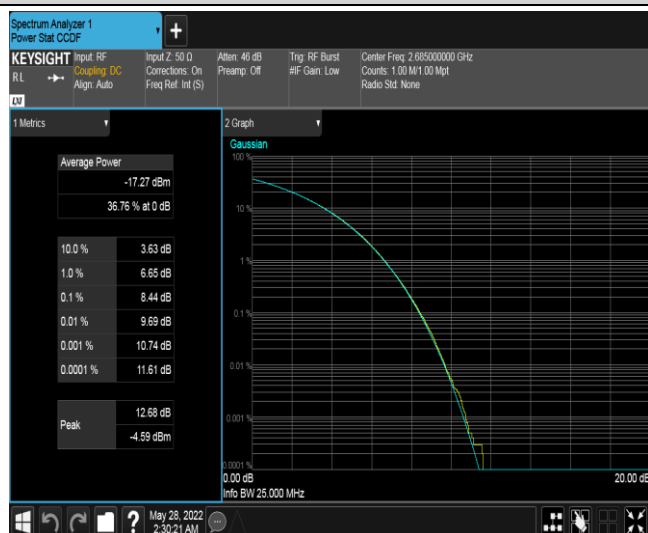 Spectrum Analyzer 1
Power Stat CCDF
+
KEYSIGHT
Input: RF
Coupling: DC
Align: Auto
Input Z: 50 Ω
Corrections: On
Freq Ref: Int (S)
Atten: 46 dB
Preamp: Off
Trig: RF Burst
#IF Gain: Low
Center Freq: 2.685000000 GHz
Counts: 1.00 M/1.00 Mpt
Radio Std: None
RL
LXI
1 Metrics
Average Power
-17.27 dBm
36.76 % at 0 dB
10.0 % 3.63 dB
1.0 % 6.65 dB
0.1 % 8.44 dB
0.01 % 9.69 dB
0.001 % 10.74 dB
0.0001 % 11.61 dB
Peak
12.68 dB
-4.59 dBm
2 Graph
Gaussian
100 %
10 %
1 %
0.1 %
0.01 %
0.001 %
0.0001 %
0.00 dB 20.00 dB
Info BW 25.000 MHz
?
May 28, 2022
2:30:21 AM